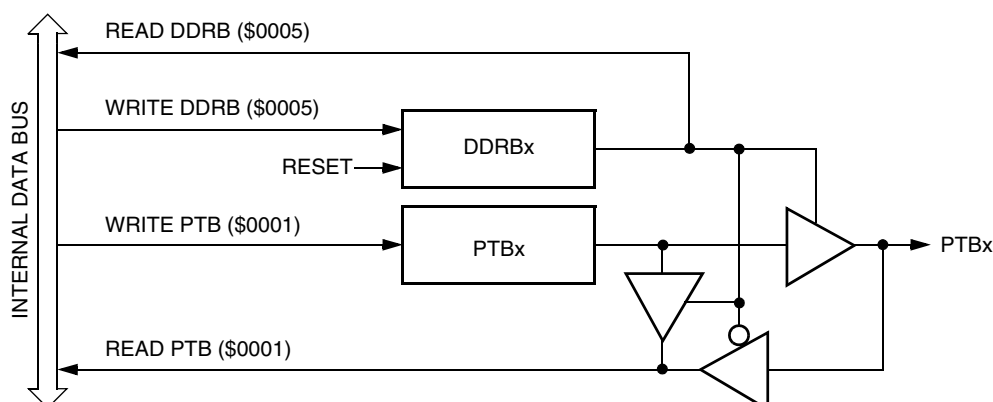 READ DDRB ($0005)
WRITE DDRB ($0005)
DDRBx
RESET
INTERNAL DATA BUS
WRITE PTB ($0001)
PTBx
PTBx
READ PTB ($0001)